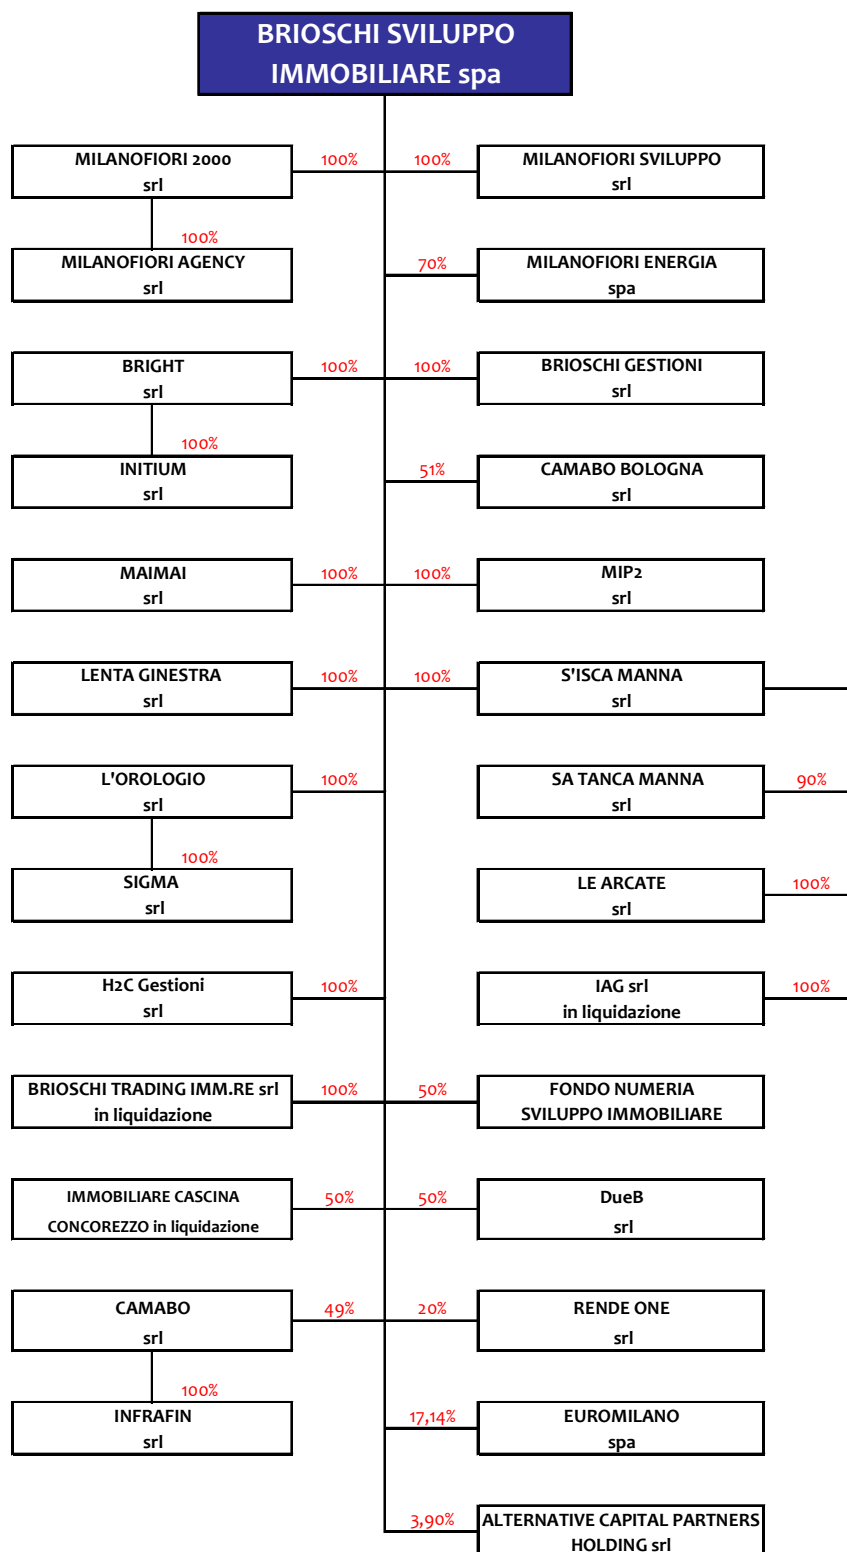 BRIOSCHI SVILUPPO
IMMOBILIARE spa
MILANOFIORI 2000
srl
100%
100%
MILANOFIORI SVILUPPO
srl
100%
MILANOFIORI AGENCY
srl
70%
MILANOFIORI ENERGIA
spa
BRIGHT
srl
100%
100%
BRIOSCHI GESTIONI
srl
100%
INITIUM
srl
51%
CAMABO BOLOGNA
srl
MAIMAI
srl
100%
100%
MIP2
srl
LENTA GINESTRA
srl
100%
100%
S'ISCA MANNA
srl
L'OROLOGIO
srl
100%
SA TANCA MANNA
srl
90%
100%
SIGMA
srl
LE ARCATE
srl
100%
H2C Gestioni
srl
100%
IAG srl
in liquidazione
100%
BRIOSCHI TRADING IMM.RE srl
in liquidazione
100%
50%
FONDO NUMERIA
SVILUPPO IMMOBILIARE
IMMOBILIARE CASCINA
CONCOREZZO in liquidazione
50%
50%
DueB
srl
CAMABO
srl
49%
20%
RENDE ONE
srl
100%
INFRAFIN
srl
17,14%
EUROMILANO
spa
3,90%
ALTERNATIVE CAPITAL PARTNERS
HOLDING srl